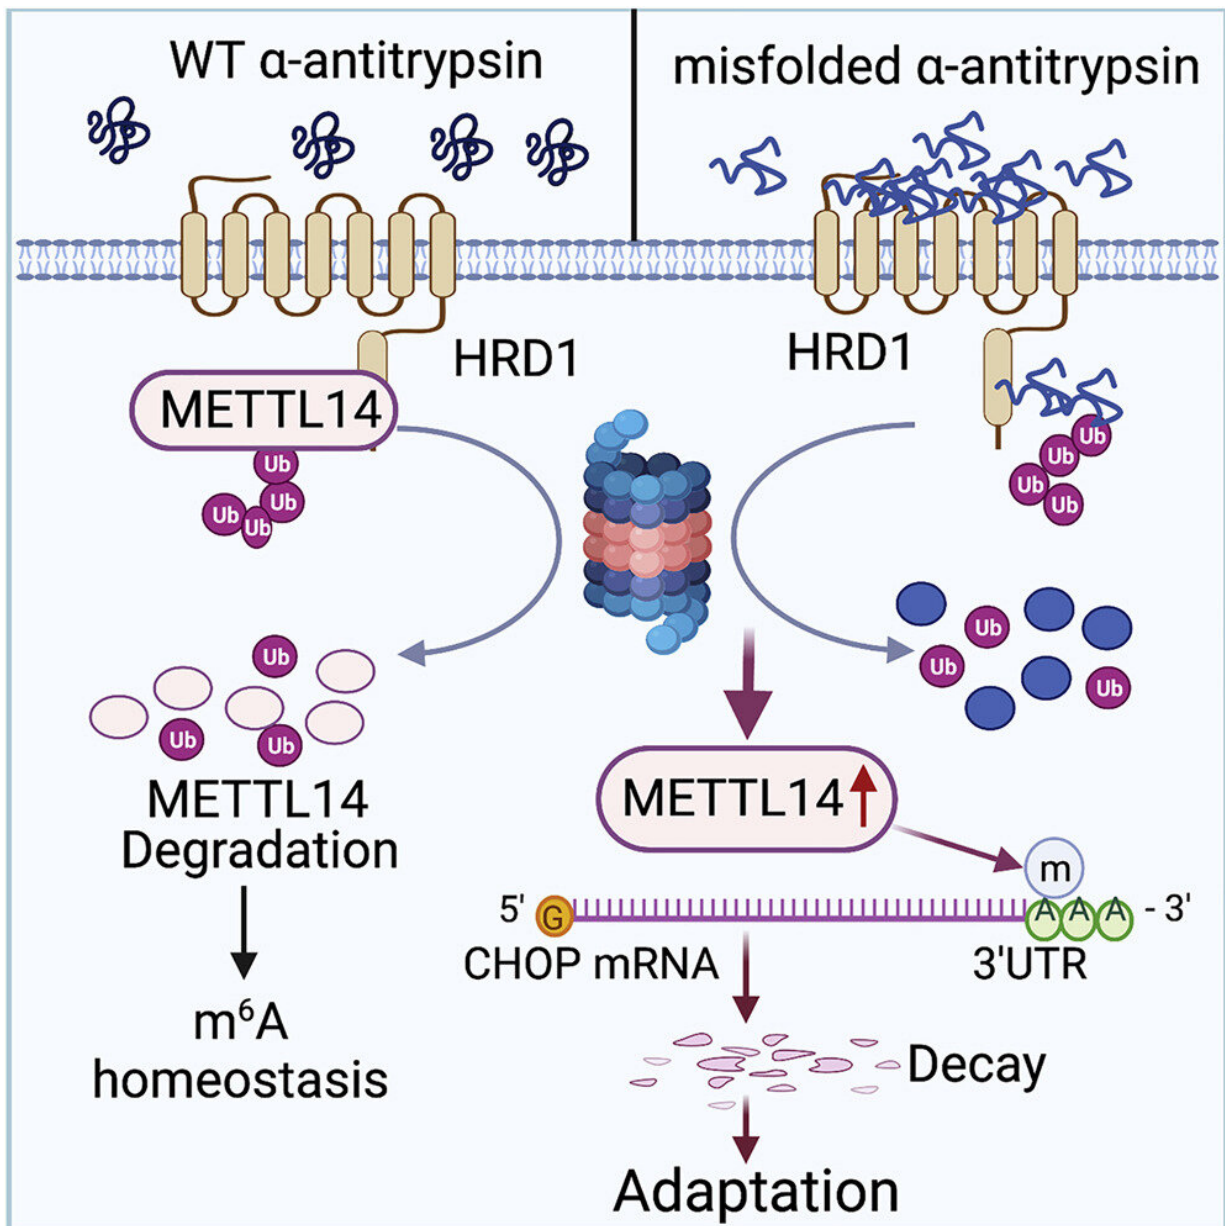 WT α-antitrypsin
misfolded α-antitrypsin
HRD1
METTL14
Ub
Ub
Ub
Ub
HRD1
Ub
Ub
Ub
Ub
Ub
Ub
Ub
METTL14
Degradation
m⁶A
homeostasis
Ub
Ub
Ub
METTL14
m
5' G A A A - 3'
CHOP mRNA 3'UTR
Decay
Adaptation